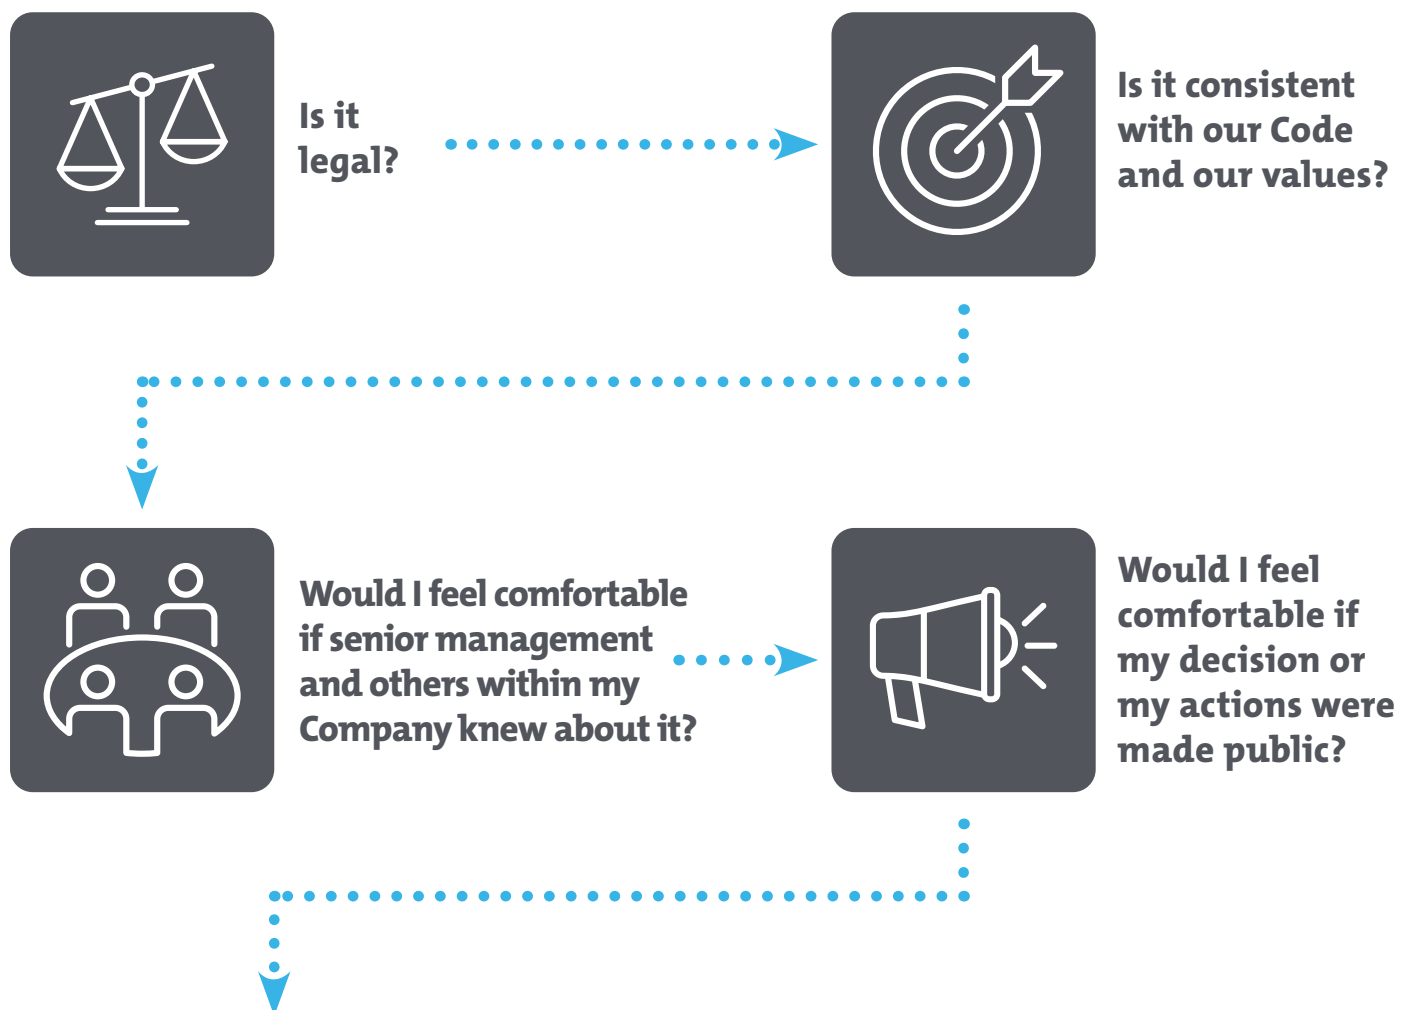 Is it
legal?
Is it consistent
with our Code
and our values?
Would I feel comfortable
if senior management
and others within my
Company knew about it?
Would I feel
comfortable if
my decision or
my actions were
made public?